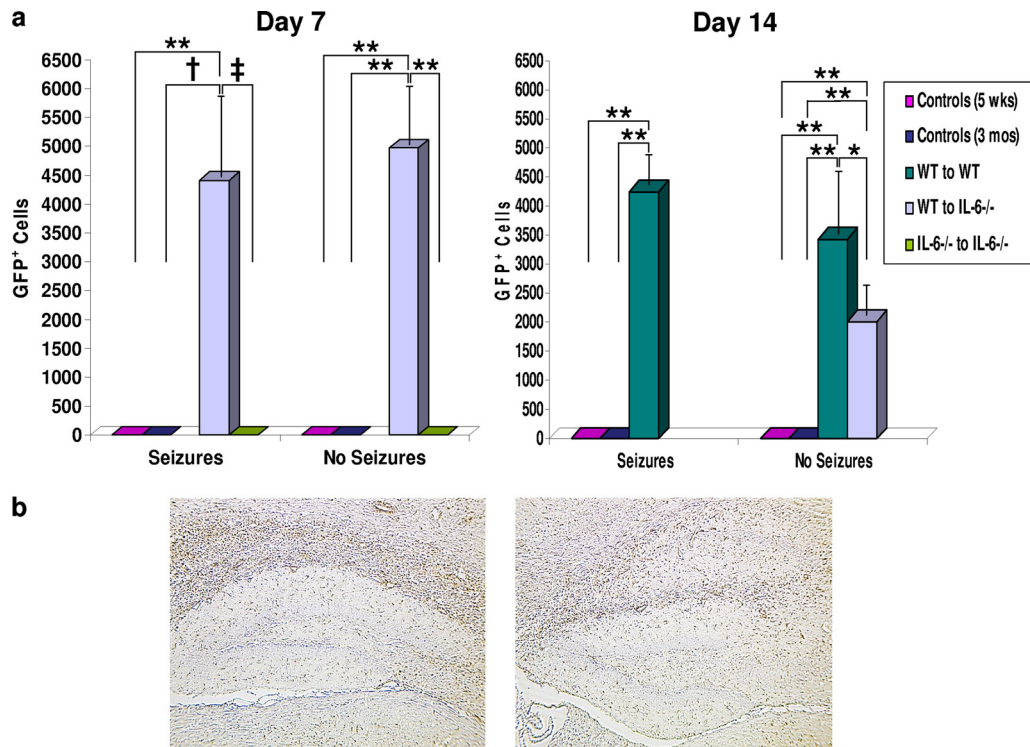 a
Day 7
Day 14
GFP⁺ Cells
6500
6000
5500
5000
4500
4000
3500
3000
2500
2000
1500
1000
500
0
**
†
‡
**
**
**
Seizures
No Seizures
GFP⁺ Cells
6500
6000
5500
5000
4500
4000
3500
3000
2500
2000
1500
1000
500
0
**
**
**
**
**
**
*
Seizures
No Seizures
Controls (5 wks)
Controls (3 mos)
WT to WT
WT to IL-6-/-
IL-6-/- to IL-6-/-
b